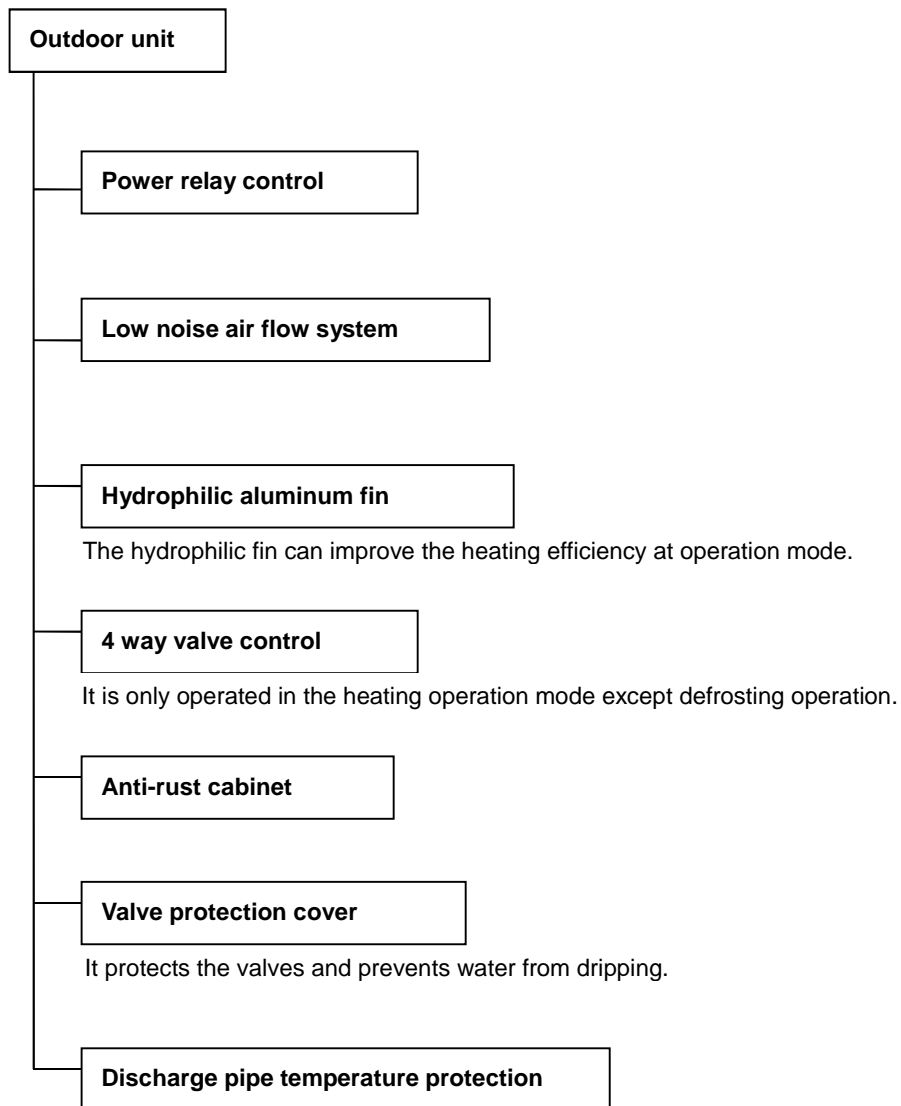 Outdoor unit
Power relay control
Low noise air flow system
Hydrophilic aluminum fin
The hydrophilic fin can improve the heating efficiency at operation mode.
4 way valve control
It is only operated in the heating operation mode except defrosting operation.
Anti-rust cabinet
Valve protection cover
It protects the valves and prevents water from dripping.
Discharge pipe temperature protection